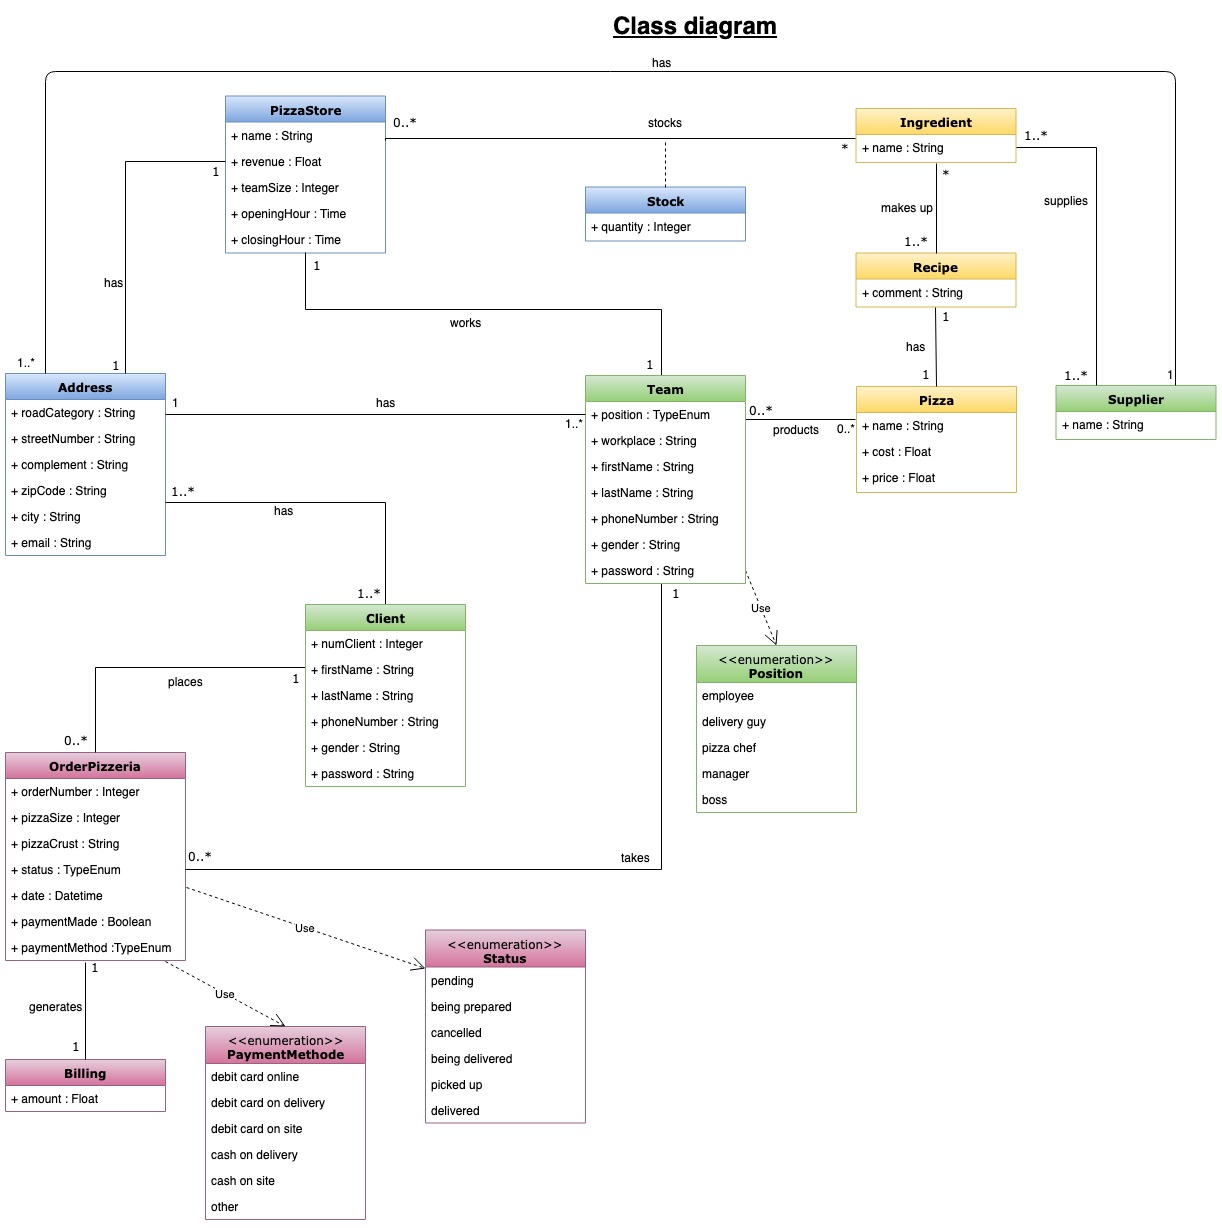 Class diagram
has
PizzaStore
+ name : String
+ revenue : Float
+ teamSize : Integer
+ openingHour : Time
+ closingHour : Time
0..*
stocks
*
Ingredient
+ name : String
1..*
1
Stock
+ quantity : Integer
*
makes up
1..*
supplies
Recipe
+ comment : String
1
has
1
works
1
has
1
1..*
1
1..*
1
Address
+ roadCategory : String
+ streetNumber : String
+ complement : String
+ zipCode : String
+ city : String
+ email : String
1
has
1..*
Team
+ position : TypeEnum
+ workplace : String
+ firstName : String
+ lastName : String
+ phoneNumber : String
+ gender : String
+ password : String
0..*
products
0..*
Pizza
+ name : String
+ cost : Float
+ price : Float
Supplier
+ name : String
1..*
has
1..*
Client
+ numClient : Integer
+ firstName : String
+ lastName : String
+ phoneNumber : String
+ gender : String
+ password : String
1
Use
<<enumeration>>
Position
employee
delivery guy
pizza chef
manager
boss
places
1
0..*
OrderPizzeria
+ orderNumber : Integer
+ pizzaSize : Integer
+ pizzaCrust : String
+ status : TypeEnum
+ date : Datetime
+ paymentMade : Boolean
+ paymentMethod :TypeEnum
0..*
takes
Use
<<enumeration>>
Status
pending
being prepared
cancelled
being delivered
picked up
delivered
1
generates
1
Use
Billing
+ amount : Float
<<enumeration>>
PaymentMethode
debit card online
debit card on delivery
debit card on site
cash on delivery
cash on site
other